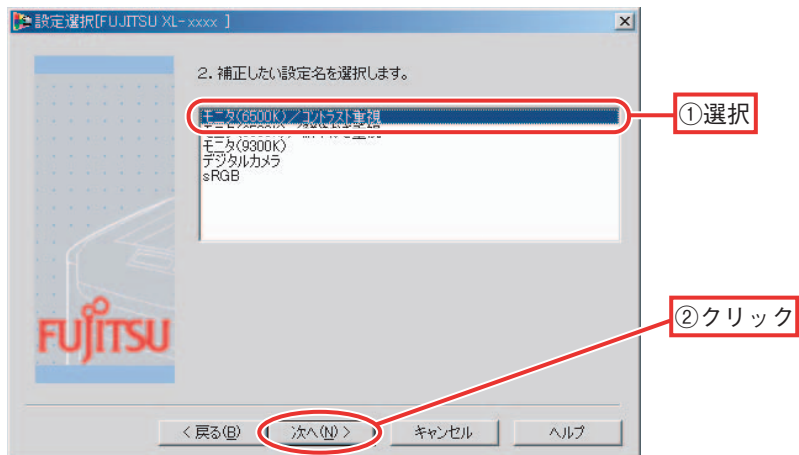 設定選択[FUJITSU XL-xxxx ]
2. 補正したい設定名を選択します。
モニタ(6500K)／コントラスト重視
モニタ(9300K)
デジタルカメラ
sRGB
①選択
②クリック
FUJITSU
< 戻る(B)
次へ(N) >
キャンセル
ヘルプ